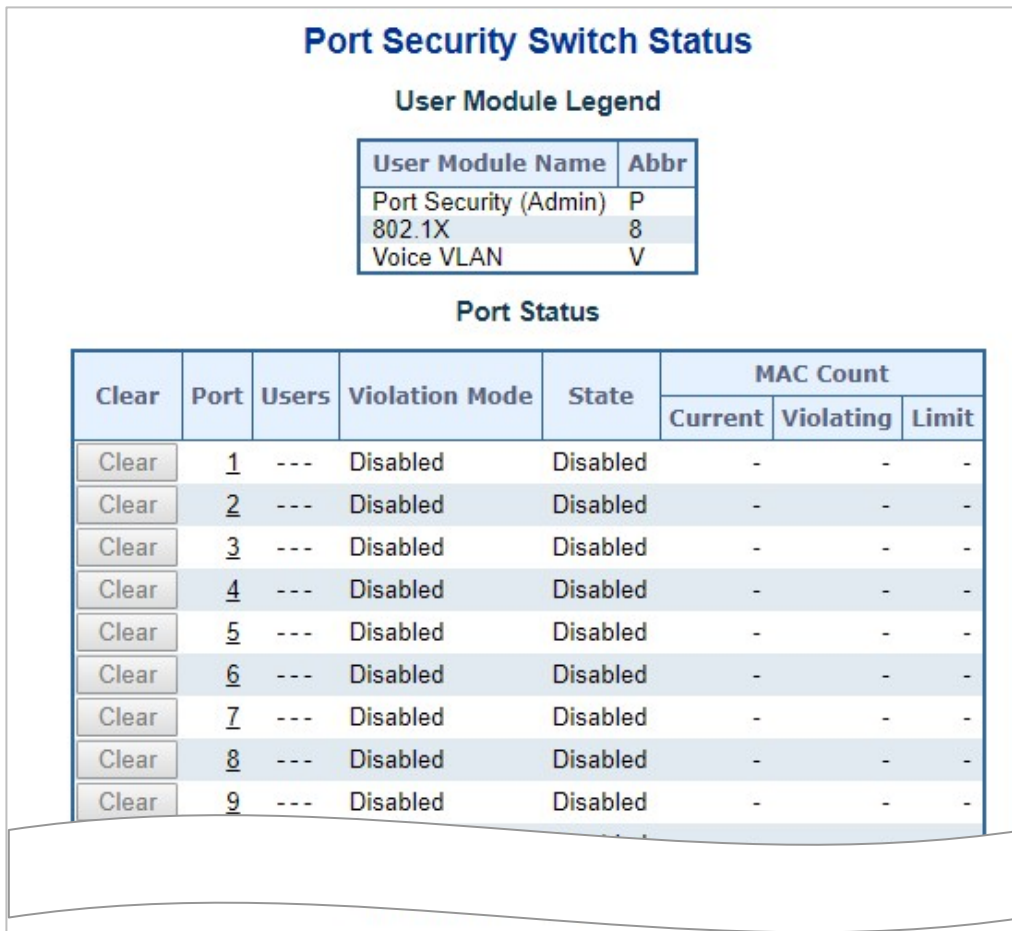 Port Security Switch Status
User Module Legend
User Module Name Abbr
Port Security (Admin) P
802.1X 8
Voice VLAN V
Port Status
Clear Port Users Violation Mode State MAC Count
Current Violating Limit
Clear 1 --- Disabled Disabled - - -
Clear 2 --- Disabled Disabled - - -
Clear 3 --- Disabled Disabled - - -
Clear 4 --- Disabled Disabled - - -
Clear 5 --- Disabled Disabled - - -
Clear 6 --- Disabled Disabled - - -
Clear 7 --- Disabled Disabled - - -
Clear 8 --- Disabled Disabled - - -
Clear 9 --- Disabled Disabled - - -